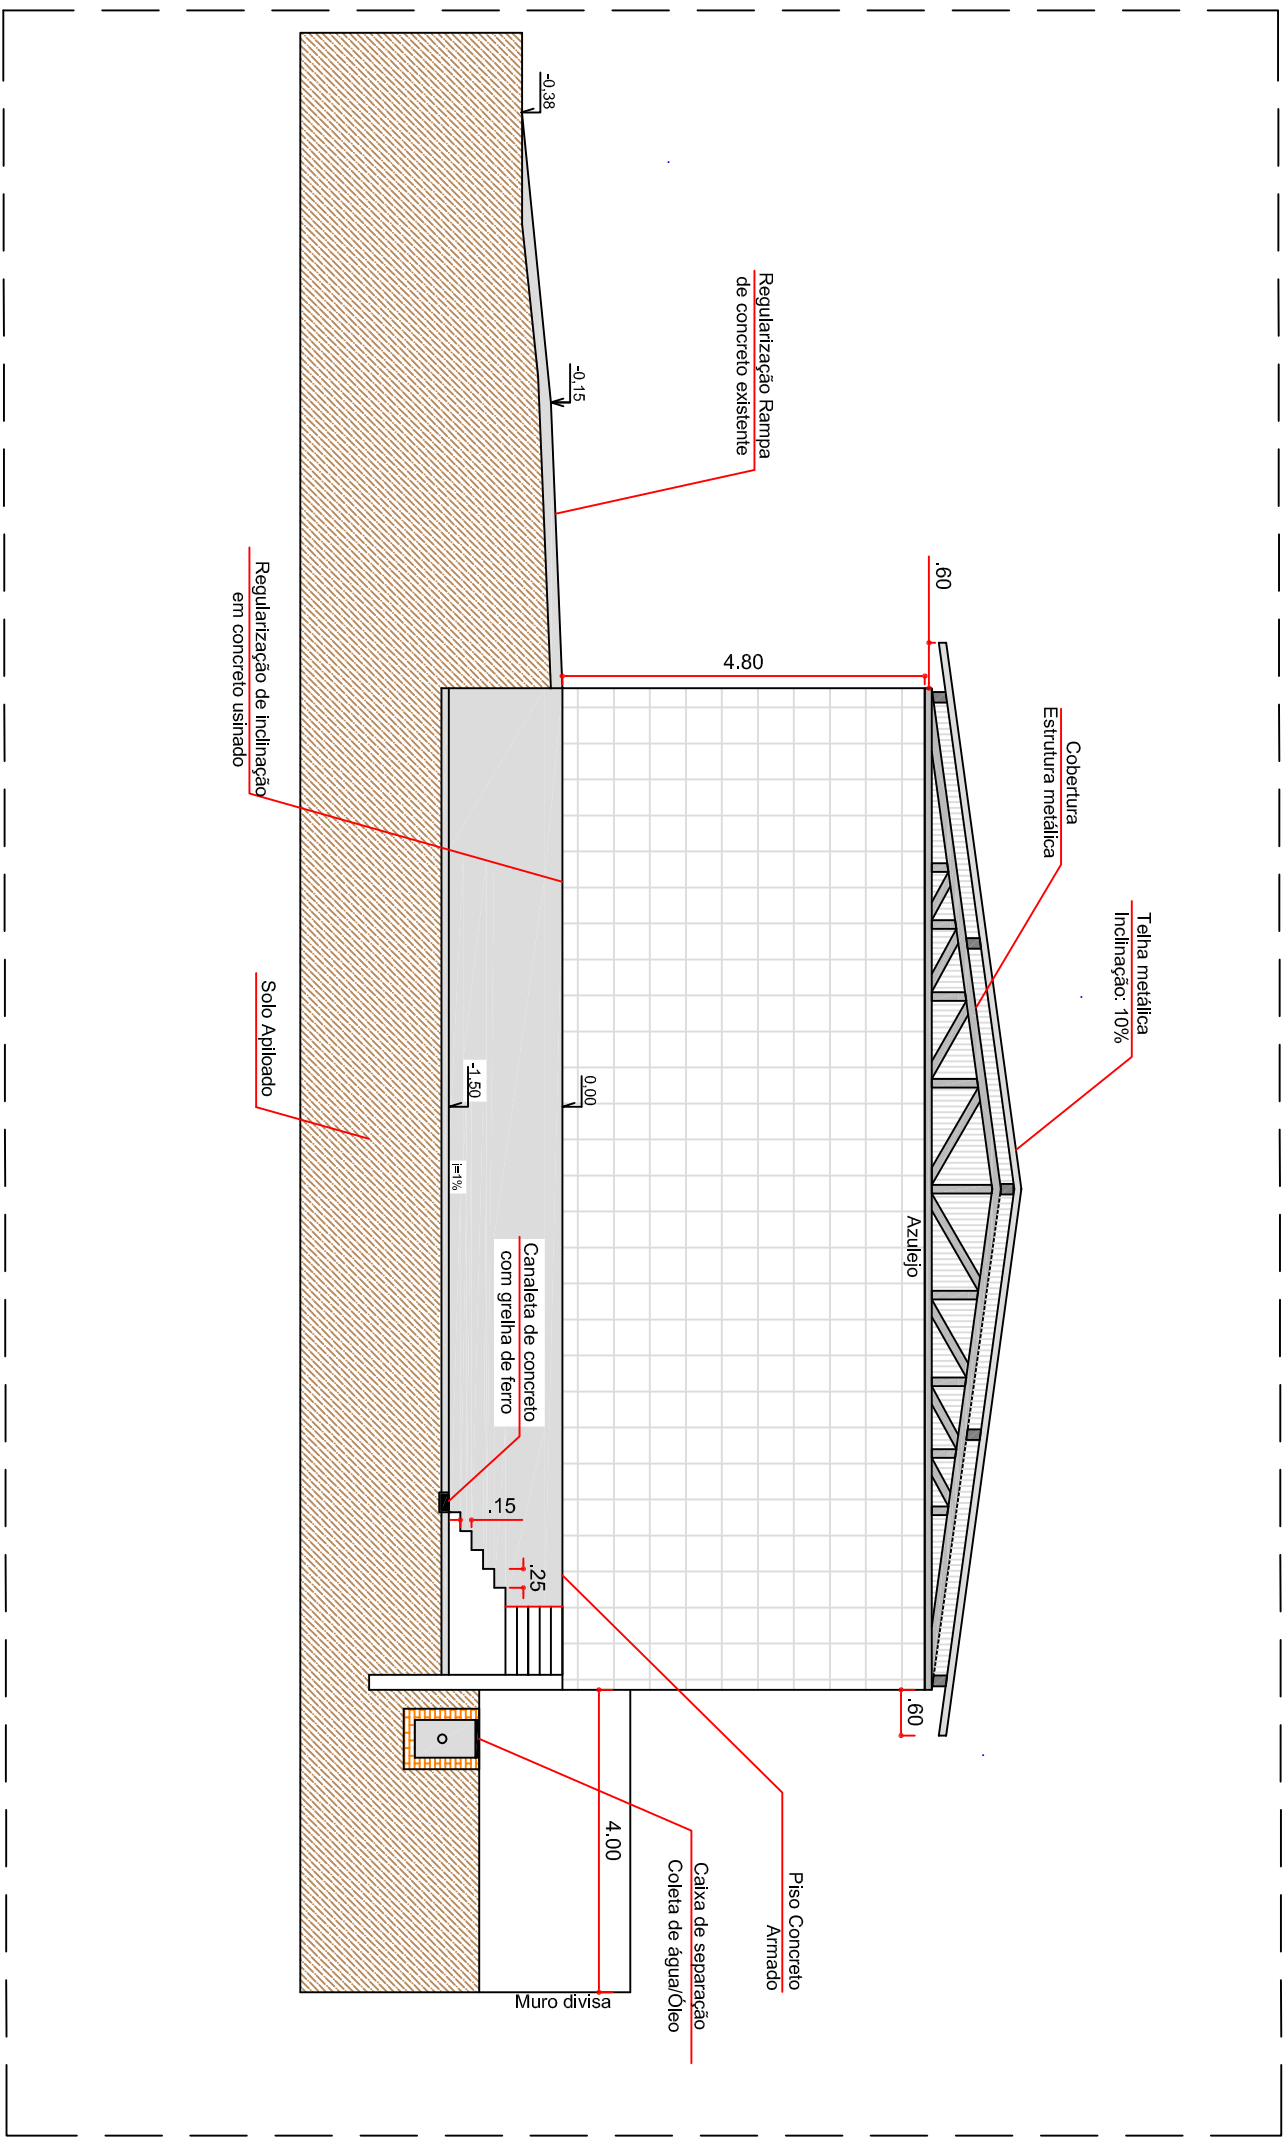 Telha metálica
Inclinação: 10%
Cobertura
Estrutura metálica
.60
Azulejo
.60
4.80
Regularização Rampa
de concreto existente
-0,38
-0,15
0,00
-1.50
i=1%
Canaleta de concreto
com grelha de ferro
.15
.25
4.00
Piso Concreto
Armado
Caixa de separação
Coleta de água/Óleo
Muro divisa
Regularização de inclinação
em concreto usinado
Solo Apiloado